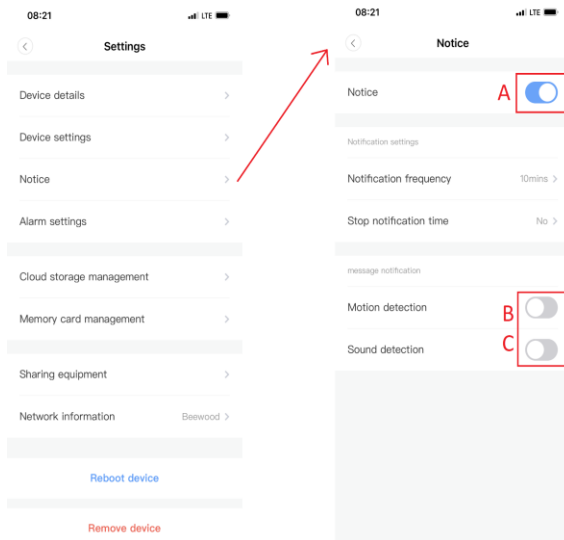 08:21
LTE
Settings
Device details
Device settings
Notice
Alarm settings
Cloud storage management
Memory card management
Sharing equipment
Network information Beewood
Reboot device
Remove device
08:21
LTE
Notice
Notice A
Notification settings
Notification frequency 10mins
Stop notification time No
message notification
Motion detection B
Sound detection C